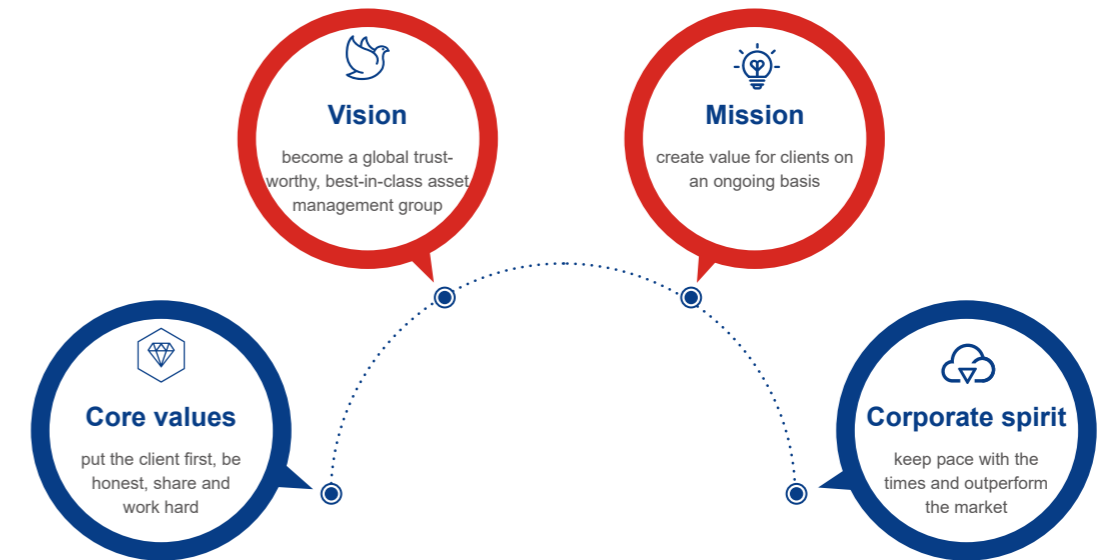 Vision
become a global trust-
worthy, best-in-class asset
management group
Mission
create value for clients on
an ongoing basis
Core values
put the client first, be
honest, share and
work hard
Corporate spirit
keep pace with the
times and outperform
the market